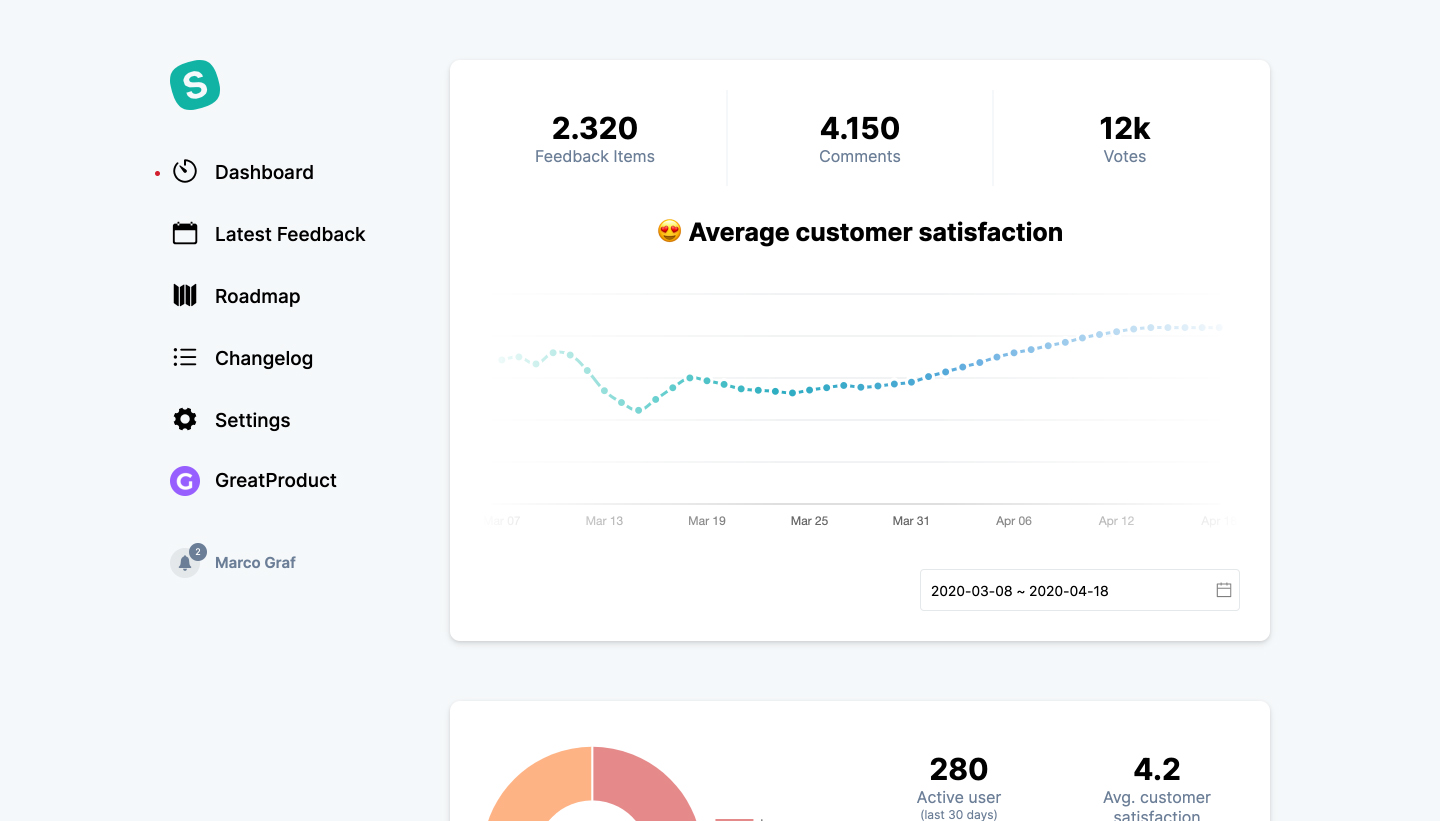 S
Dashboard
Latest Feedback
Roadmap
Changelog
Settings
G GreatProduct
2 Marco Graf
2.320 4.150 12k
Feedback Items Comments Votes
😍 Average customer satisfaction
Mar 07 Mar 13 Mar 19 Mar 25 Mar 31 Apr 06 Apr 12 Apr
2020-03-08 ~ 2020-04-18
280 4.2
Active user Avg. customer
(last 30 days) satisfaction